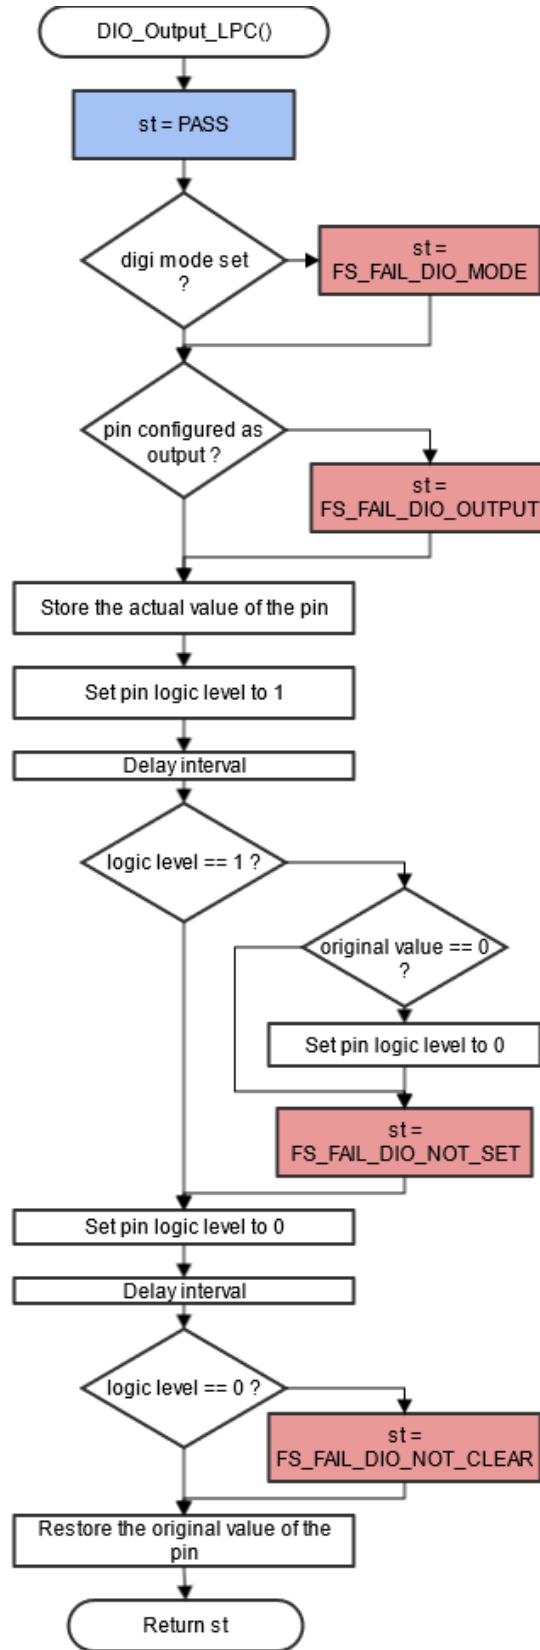 DIO_Output_LPC()
st = PASS
digi mode set
?
st =
FS_FAIL_DIO_MODE
pin configured as
output ?
st =
FS_FAIL_DIO_OUTPUT
Store the actual value of the pin
Set pin logic level to 1
Delay interval
logic level == 1 ?
original value == 0
?
Set pin logic level to 0
st =
FS_FAIL_DIO_NOT_SET
Set pin logic level to 0
Delay interval
logic level == 0 ?
st =
FS_FAIL_DIO_NOT_CLEAR
Restore the original value of the
pin
Return st